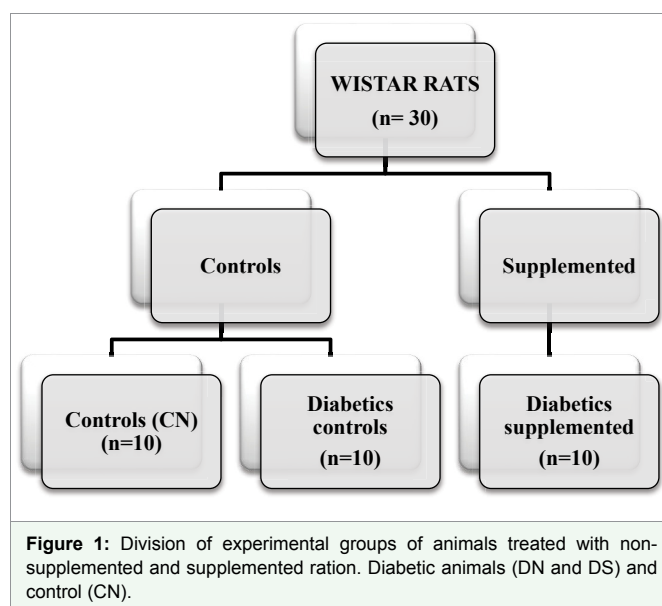 WISTAR RATS
(n= 30)
Controls
Supplemented
Controls (CN)
(n=10)
Diabetics
controls
(n=10)
Diabetics
supplemented
(n=10)
Figure 1: Division of experimental groups of animals treated with non-
supplemented and supplemented ration. Diabetic animals (DN and DS) and
control (CN).